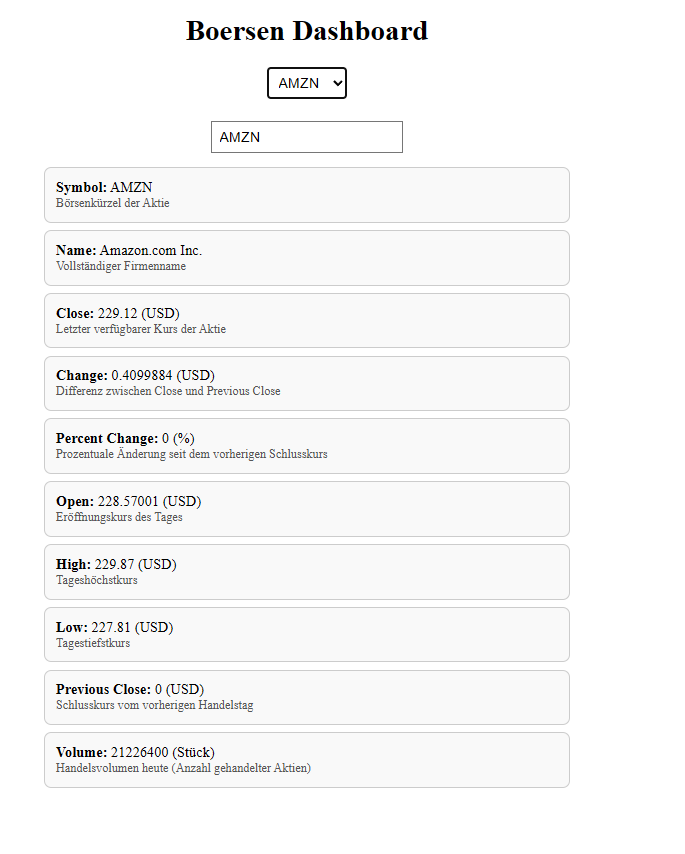 Boersen Dashboard
AMZN
AMZN
Symbol: AMZN
Börsenkürzel der Aktie
Name: Amazon.com Inc.
Vollständiger Firmenname
Close: 229.12 (USD)
Letzter verfügbarer Kurs der Aktie
Change: 0.4099884 (USD)
Differenz zwischen Close und Previous Close
Percent Change: 0 (%)
Prozentuale Änderung seit dem vorherigen Schlusskurs
Open: 228.57001 (USD)
Eröffnungskurs des Tages
High: 229.87 (USD)
Tageshöchstkurs
Low: 227.81 (USD)
Tagestiefstkurs
Previous Close: 0 (USD)
Schlusskurs vom vorherigen Handelstag
Volume: 21226400 (Stück)
Handelsvolumen heute (Anzahl gehandelter Aktien)